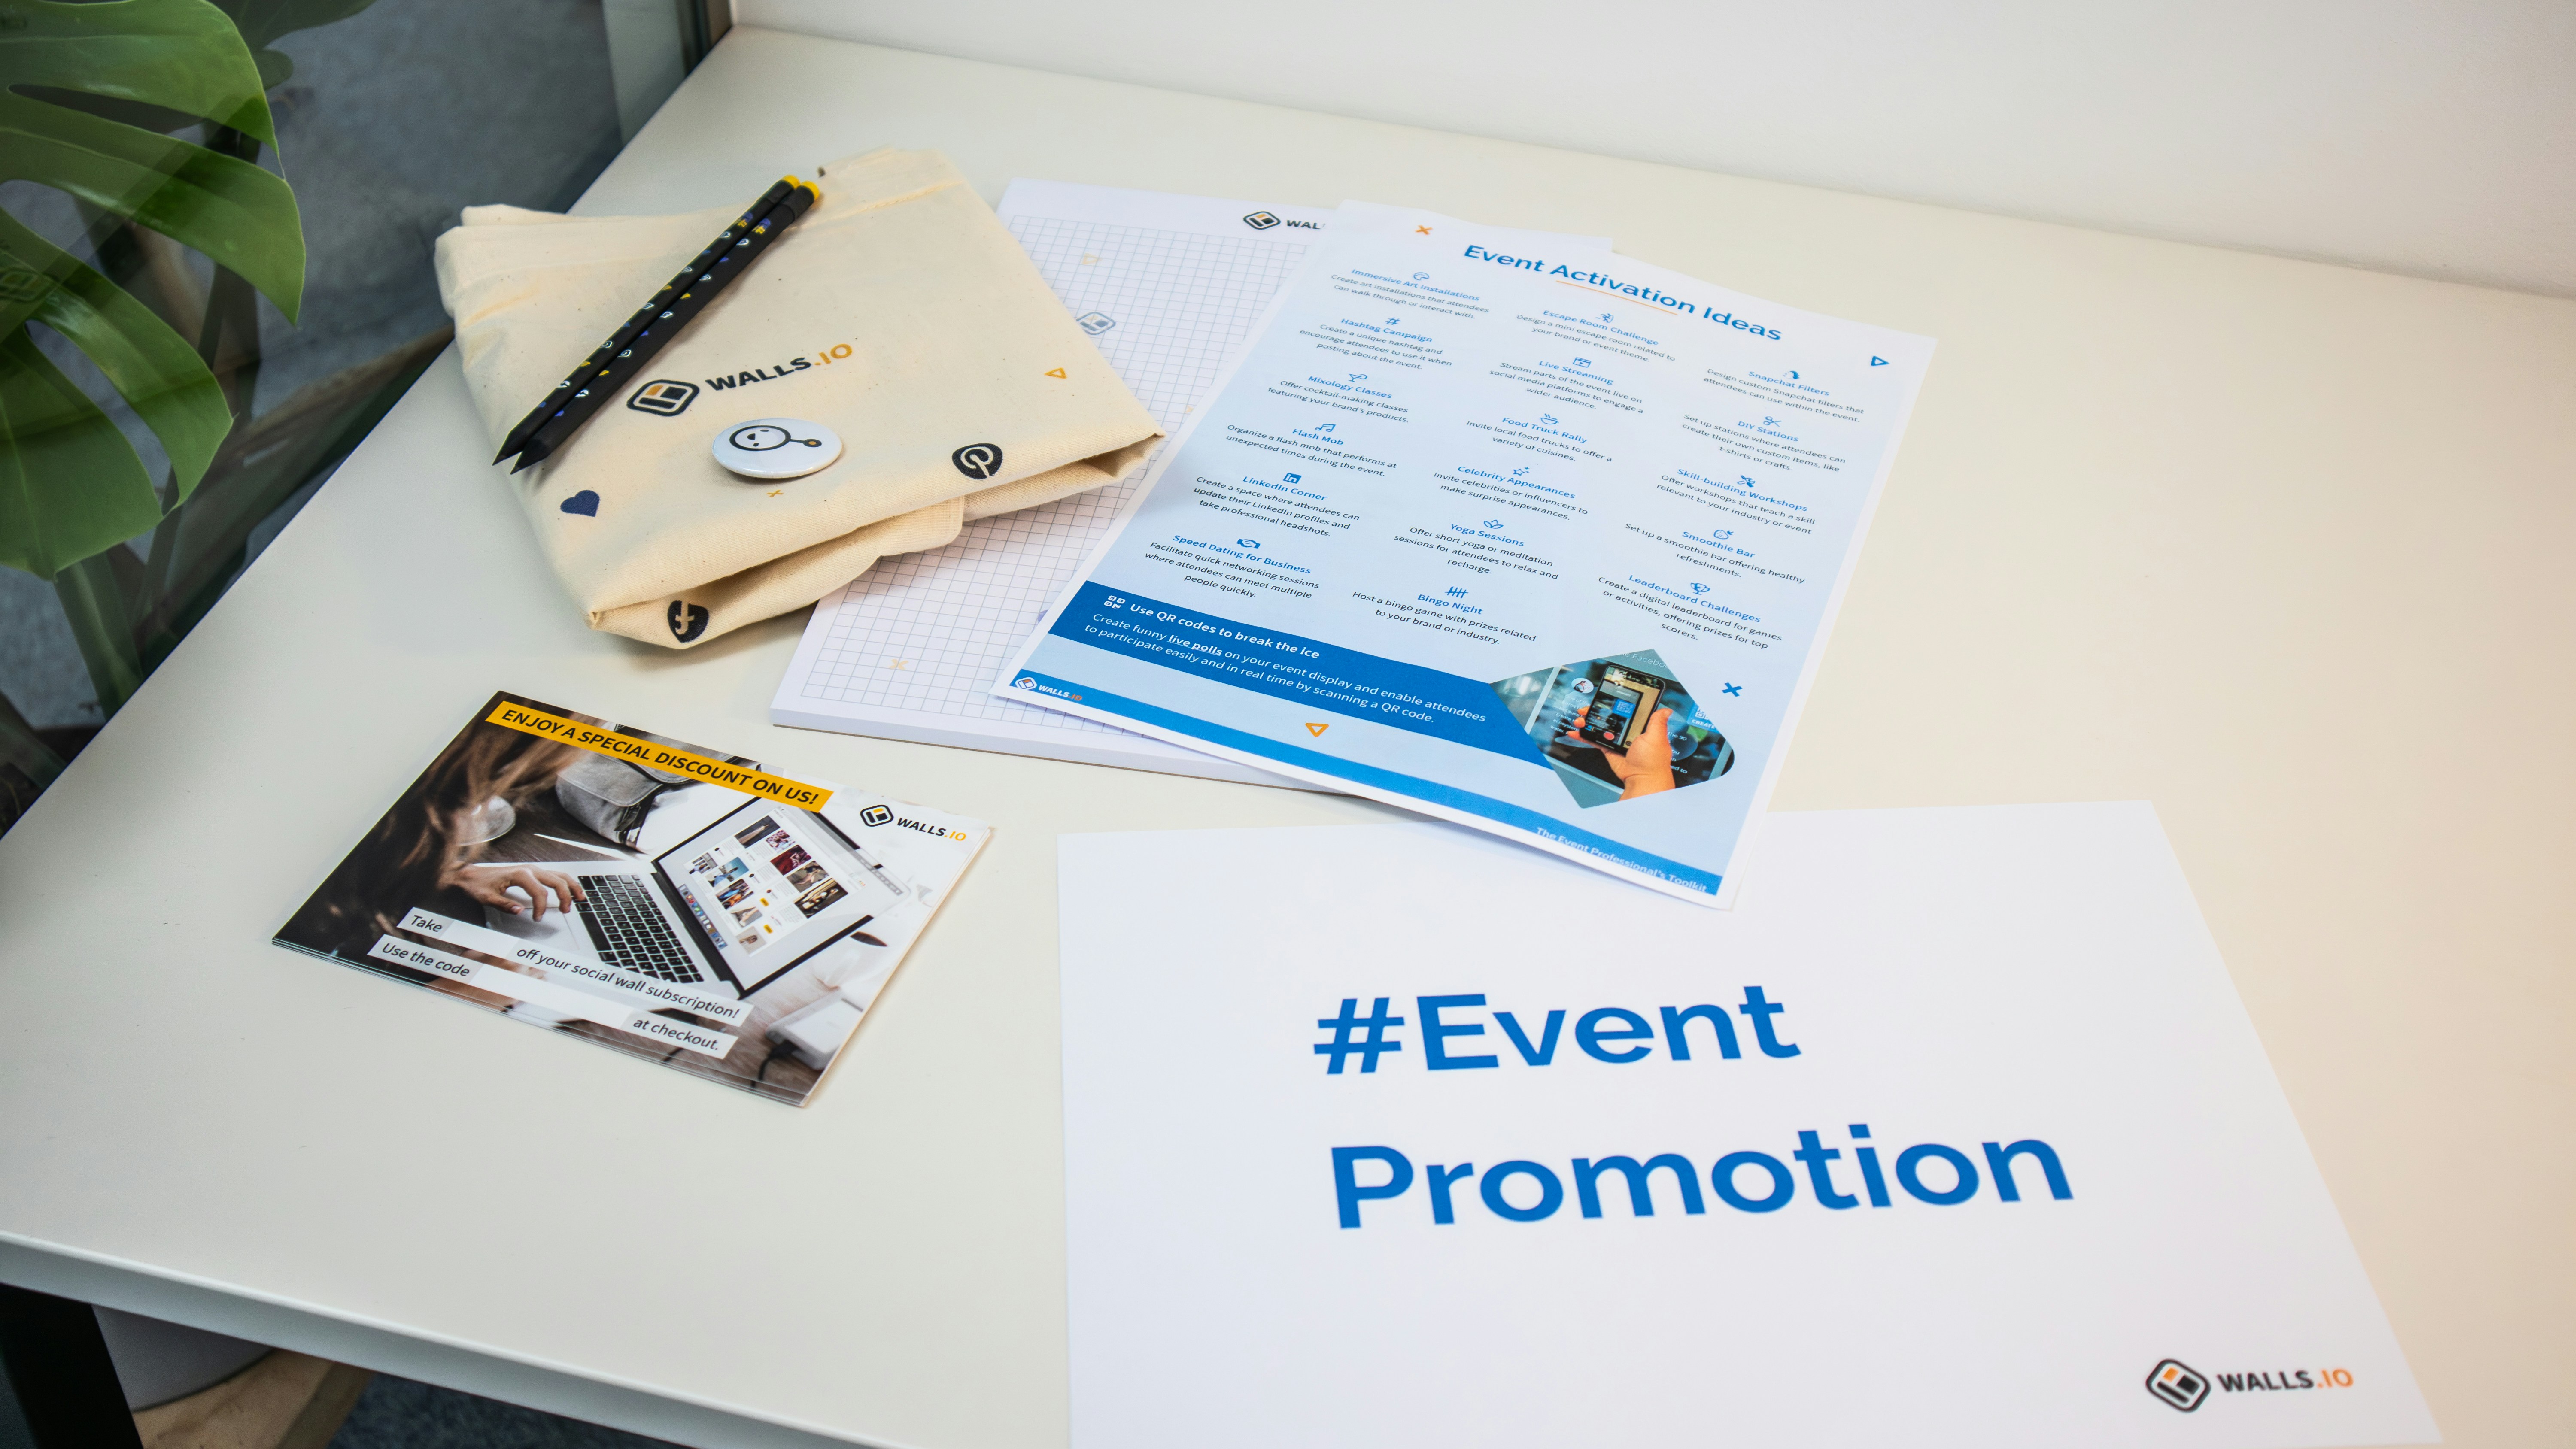 WALLS.IO
WAL
Event Activation Ideas
Immersive Art Installations
Create art installations that attendees
can walk through or interact with.
Hashtag Campaign
Create a unique hashtag and
encourage attendees to use it when
posting about the event.
Mixology Classes
Offer cocktail-making classes
featuring your brand's products.
Flash Mob
Organize a flash mob that performs at
unexpected times during the event.
LinkedIn Corner
Create a space where attendees can
update their LinkedIn profiles and
take professional headshots.
Speed Dating for Business
Facilitate quick networking sessions
where attendees can meet multiple
people quickly.
Escape Room Challenge
Design a mini escape room related to
your brand or event theme.
Live Streaming
Stream parts of the event live on
social media platforms to engage a
wider audience.
Food Truck Rally
Invite local food trucks to offer a
variety of cuisines.
Celebrity Appearances
Invite celebrities or influencers to
make surprise appearances.
Yoga Sessions
Offer short yoga or meditation
sessions for attendees to relax and
recharge.
Bingo Night
Host a bingo game with prizes related
to your brand or industry.
Snapchat Filters
Design custom Snapchat filters that
attendees can use within the event.
DIY Stations
Set up stations where attendees can
create their own custom items, like
t-shirts or crafts.
Skill-building Workshops
Offer workshops that teach a skill
relevant to your industry or event
Smoothie Bar
Set up a smoothie bar offering healthy
refreshments.
Leaderboard Challenges
Create a digital leaderboard for games
or activities, offering prizes for top
scorers.
Use QR codes to break the ice
Create funny live polls on your event display and enable attendees
to participate easily and in real time by scanning a QR code.
WALLS.IO
The Event Professional's Toolkit
ENJOY A SPECIAL DISCOUNT ON US!
WALLS.IO
Take off your social wall subscription!
Use the code at checkout.
#Event
Promotion
WALLS.IO